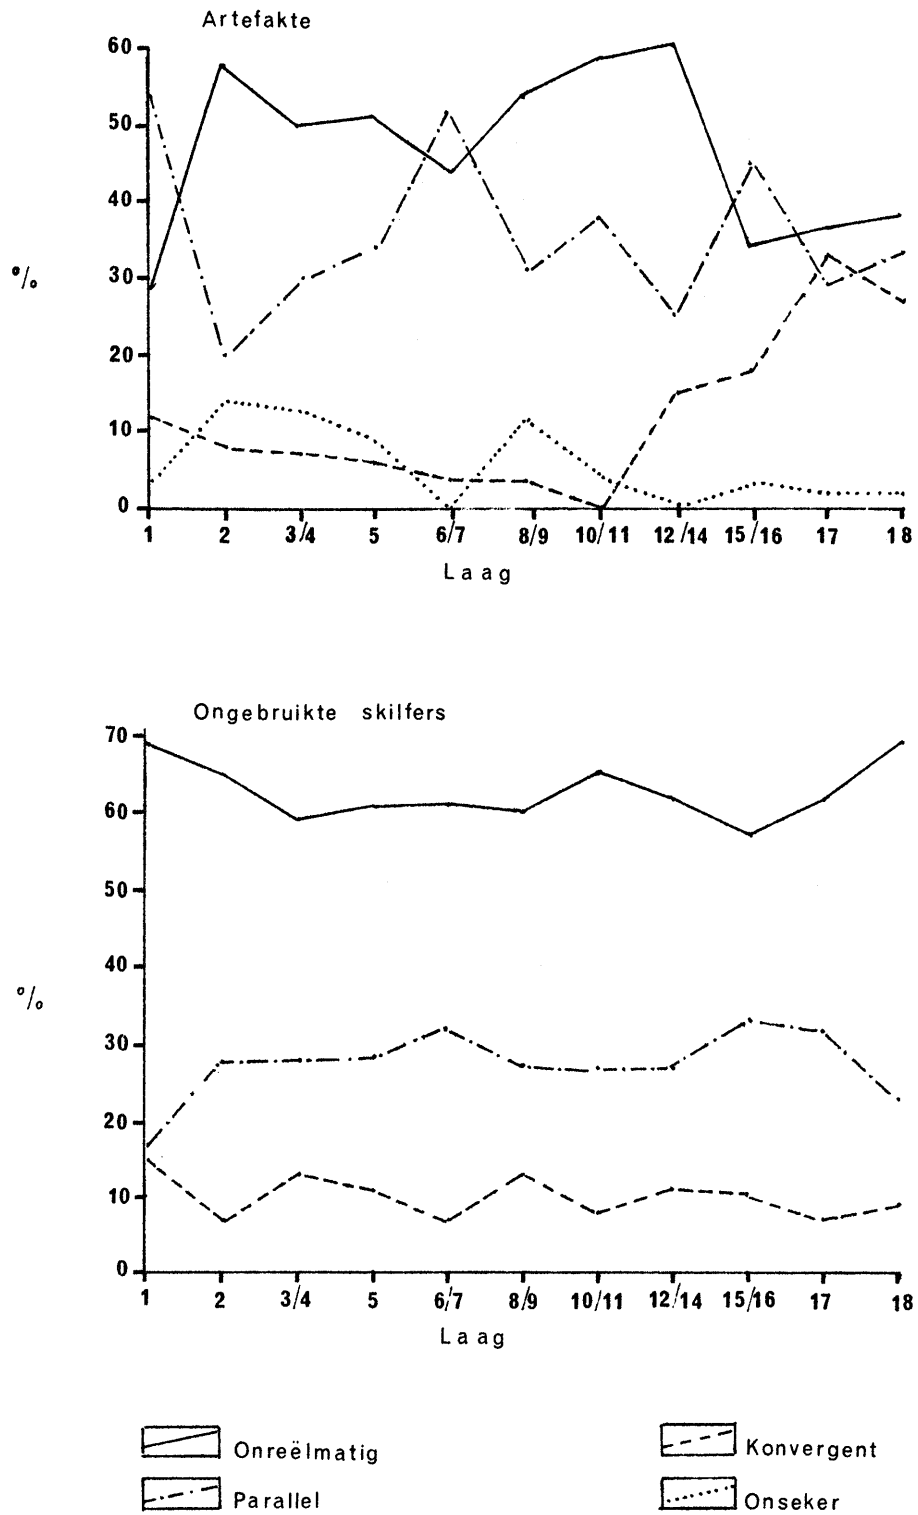 Artefakte
60
50
40
%
30
20
10
0
1 2 3/4 5 6/7 8/9 10/11 12/14 15/16 17 18
Laag
Ongebruikte skilfers
70
60
50
40
%
30
20
10
0
1 2 3/4 5 6/7 8/9 10/11 12/14 15/16 17 18
Laag
Onreëlmatig
Konvergent
Parallel
Onseker